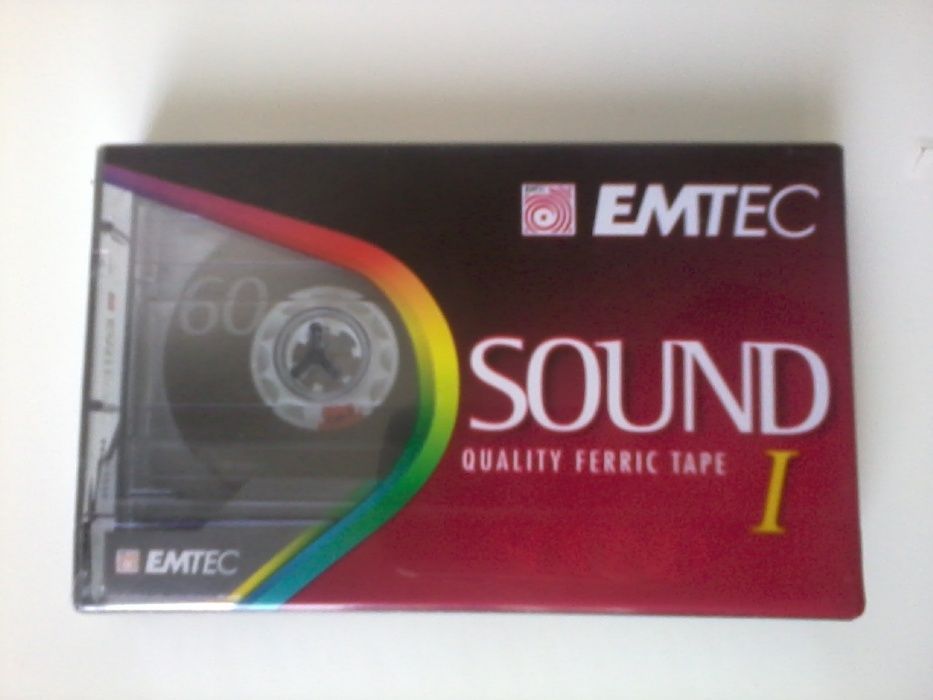 EMTEC
60
SOUND
QUALITY FERRIC TAPE
I
EMTEC